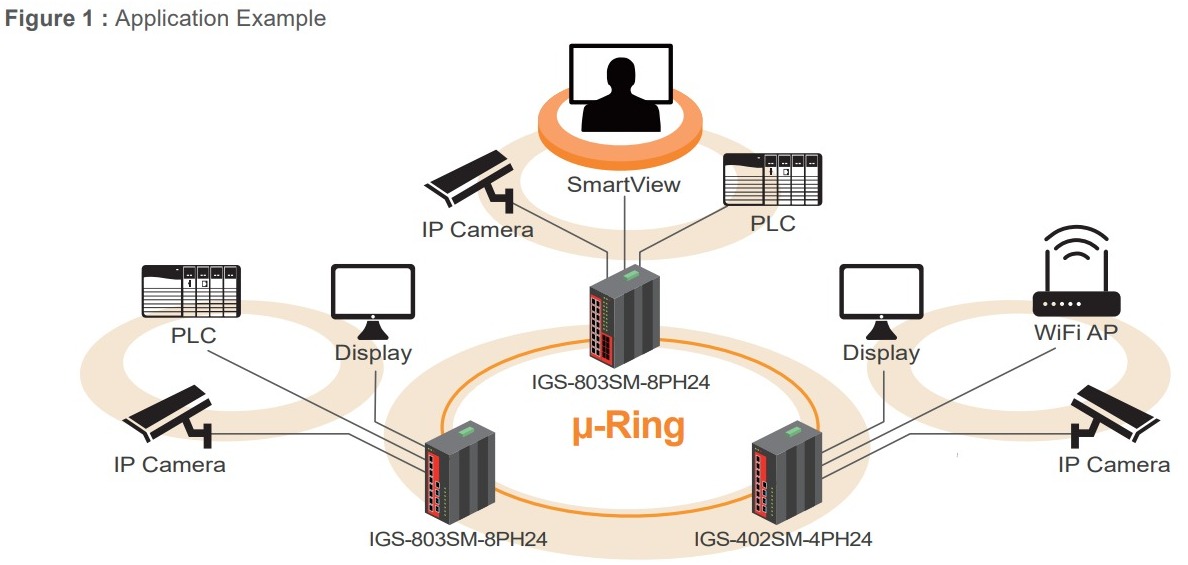 Figure 1 : Application Example
SmartView
IP Camera
PLC
PLC
Display
Display
WiFi AP
IGS-803SM-8PH24
μ-Ring
IP Camera
IP Camera
IGS-803SM-8PH24
IGS-402SM-4PH24